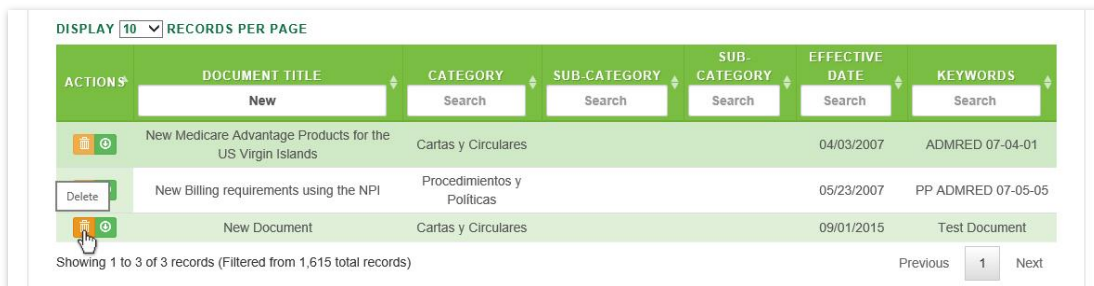 DISPLAY 10 RECORDS PER PAGE
ACTIONS DOCUMENT TITLE CATEGORY SUB-CATEGORY SUB-CATEGORY EFFECTIVE DATE KEYWORDS
New Search Search Search Search Search
New Medicare Advantage Products for the
US Virgin Islands
Cartas y Circulares 04/03/2007 ADMRED 07-04-01
Delete
New Billing requirements using the NPI
Procedimientos y
Políticas
05/23/2007 PP ADMRED 07-05-05
New Document Cartas y Circulares 09/01/2015 Test Document
Showing 1 to 3 of 3 records (Filtered from 1,615 total records)
Previous 1 Next